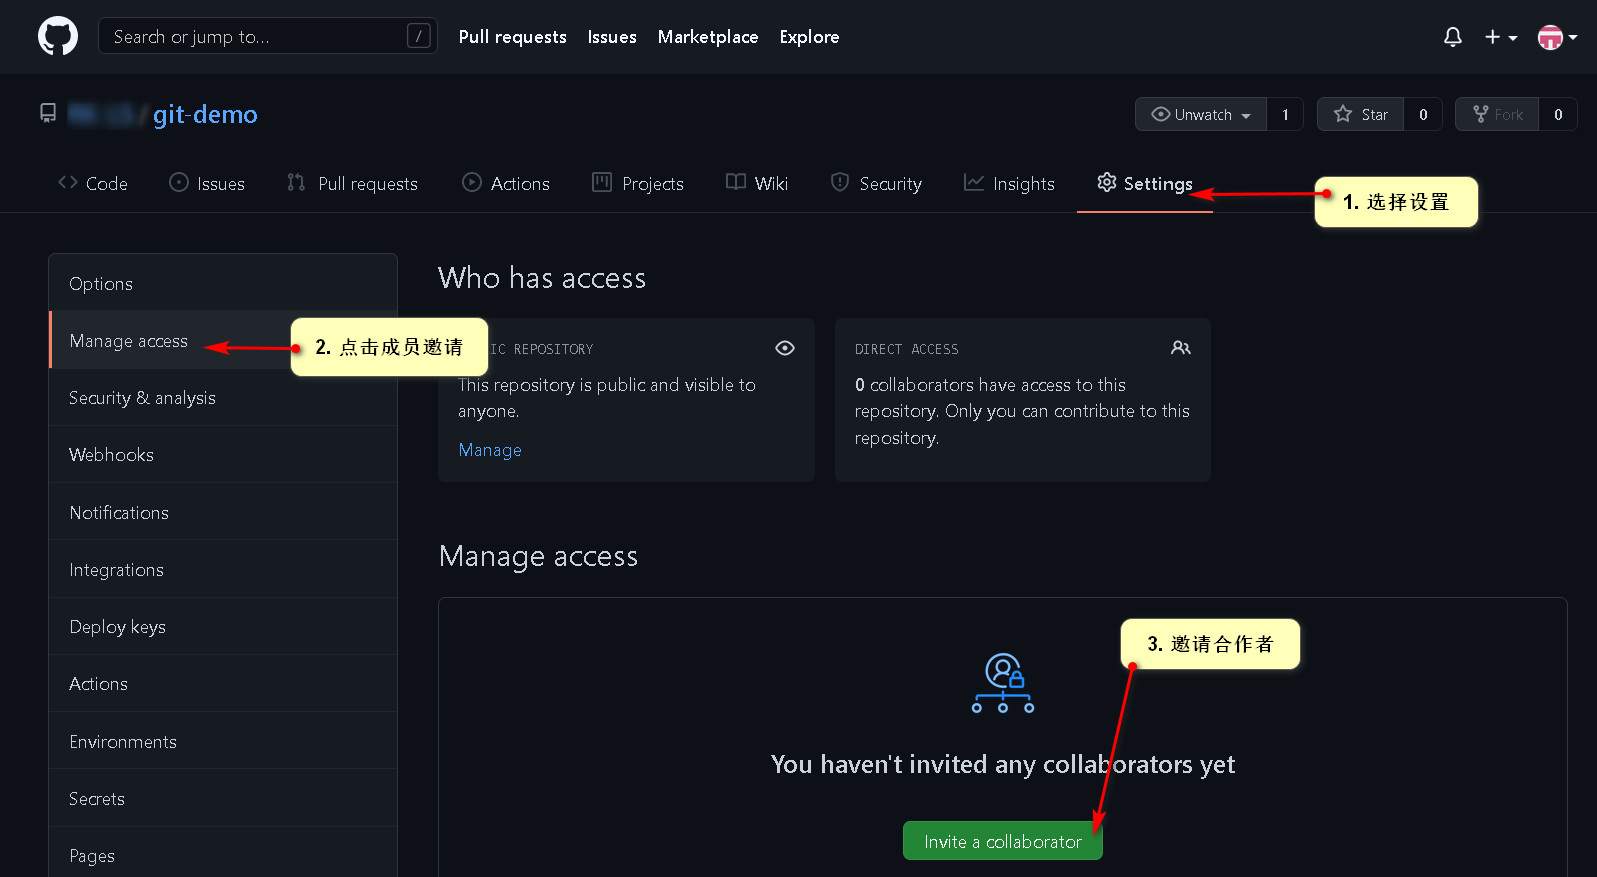 Search or jump to...
/
Pull requests
Issues
Marketplace
Explore
/ git-demo
Unwatch
1
Star
0
Fork
0
Code
Issues
Pull requests
Actions
Projects
Wiki
Security
Insights
Settings
1. 选择设置
Options
Manage access
2. 点击成员邀请
Security & analysis
Webhooks
Notifications
Integrations
Deploy keys
Actions
Environments
Secrets
Pages
Who has access
IC REPOSITORY
This repository is public and visible to
anyone.
Manage
DIRECT ACCESS
0 collaborators have access to this
repository. Only you can contribute to this
repository.
Manage access
3. 邀请合作者
You haven't invited any collaborators yet
Invite a collaborator